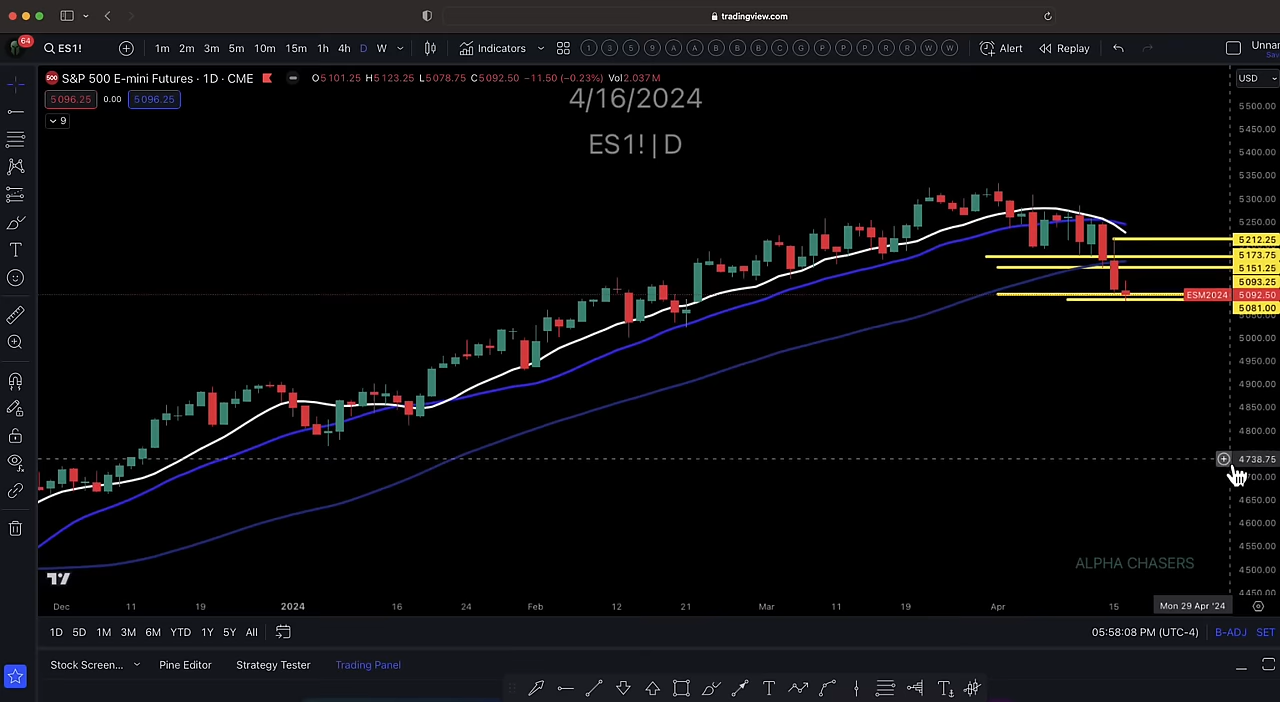 tradingview.com
64
ES1!
1m 2m 3m 5m 10m 15m 1h 4h D W
Indicators
1 3 5 9 A A B B B C G P P P R R W W
Alert
Replay
Unnar
500 S&P 500 E-mini Futures · 1D · CME
O5101.25 H5123.25 L5078.75 C5092.50 −11.50 (−0.23%) Vol2.037M
USD
5096.25 0.00 5096.25
9
4/16/2024
ES1! | D
5500.00
5450.00
5400.00
5350.00
5300.00
5250.00
5212.25
5173.75
5151.25
5093.25
ESM2024 5092.50
5081.00
5000.00
4950.00
4900.00
4850.00
4800.00
4738.75
4700.00
4650.00
4600.00
4550.00
4500.00
4450.00
ALPHA CHASERS
Dec 11 19 2024 16 24 Feb 12 21 Mar 11 19 Apr 15 Mon 29 Apr '24
1D 5D 1M 3M 6M YTD 1Y 5Y All
05:58:08 PM (UTC-4) B-ADJ SET
Stock Screen... Pine Editor Strategy Tester Trading Panel